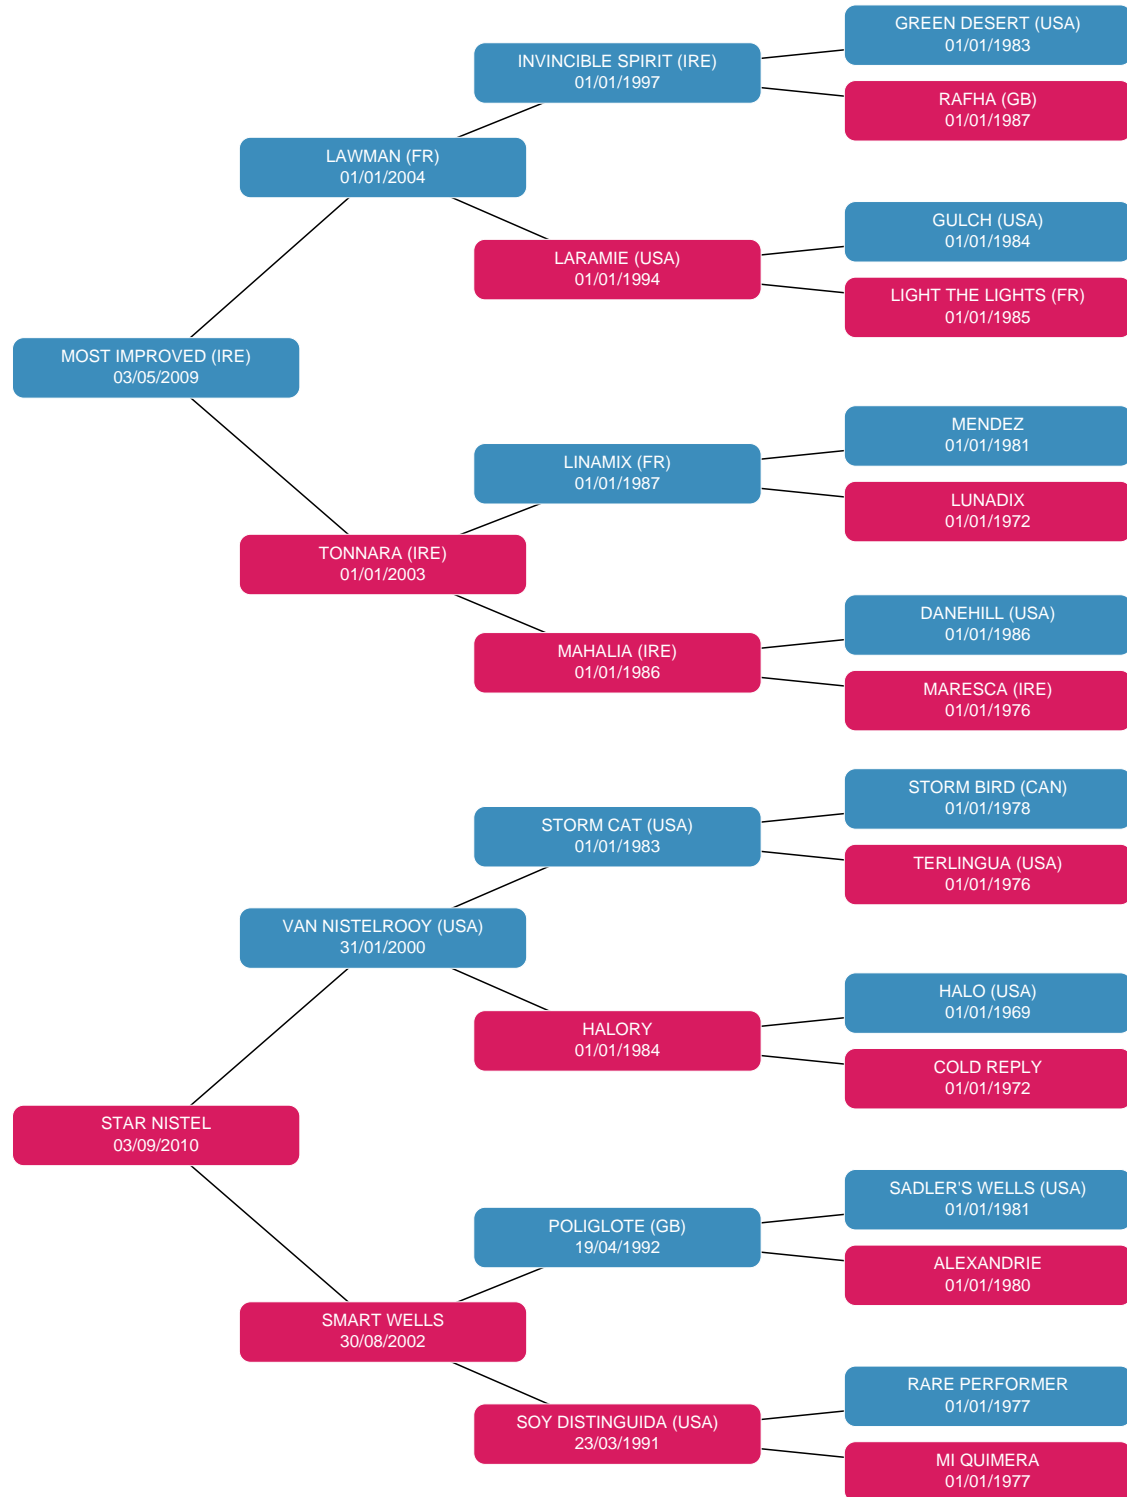 GREEN DESERT (USA)
01/01/1983
INVINCIBLE SPIRIT (IRE)
01/01/1997
RAFHA (GB)
01/01/1987
LAWMAN (FR)
01/01/2004
GULCH (USA)
01/01/1984
LARAMIE (USA)
01/01/1994
LIGHT THE LIGHTS (FR)
01/01/1985
MOST IMPROVED (IRE)
03/05/2009
MENDEZ
01/01/1981
LINAMIX (FR)
01/01/1987
LUNADIX
01/01/1972
TONNARA (IRE)
01/01/2003
DANEHILL (USA)
01/01/1986
MAHALIA (IRE)
01/01/1986
MARESCA (IRE)
01/01/1976
STORM BIRD (CAN)
01/01/1978
STORM CAT (USA)
01/01/1983
TERLINGUA (USA)
01/01/1976
VAN NISTELROOY (USA)
31/01/2000
HALO (USA)
01/01/1969
HALORY
01/01/1984
COLD REPLY
01/01/1972
STAR NISTEL
03/09/2010
SADLER'S WELLS (USA)
01/01/1981
POLIGLOTE (GB)
19/04/1992
ALEXANDRIE
01/01/1980
SMART WELLS
30/08/2002
RARE PERFORMER
01/01/1977
SOY DISTINGUIDA (USA)
23/03/1991
MI QUIMERA
01/01/1977